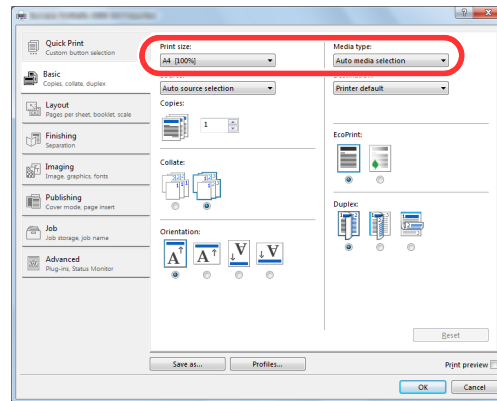 Quick Print
Custom button selection
Basic
Copies, collate, duplex
Layout
Pages per sheet, booklet, scale
Finishing
Separation
Imaging
Image, graphics, fonts
Publishing
Cover mode, page insert
Job
Job storage, job name
Advanced
Plug-ins, Status Monitor
Print size:
A4 [100%]
Auto source selection
Copies:
1
Collate:
Orientation:
Media type:
Auto media selection
Printer default
EcoPrint:
Duplex:
Reset
Save as...
Profiles...
Print preview
OK
Cancel